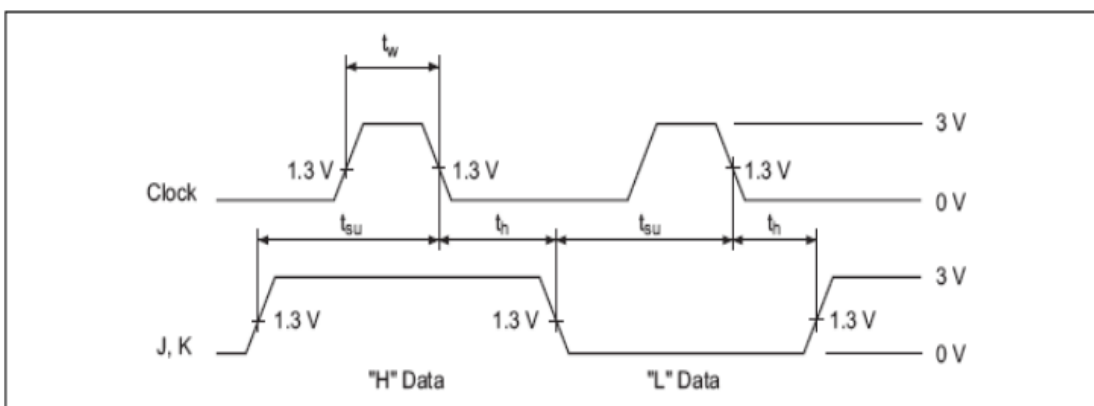 tw
3 V
1.3 V 1.3 V 1.3 V
Clock 0 V
tsu th tsu th
3 V
1.3 V 1.3 V 1.3 V
J, K 0 V
"H" Data "L" Data